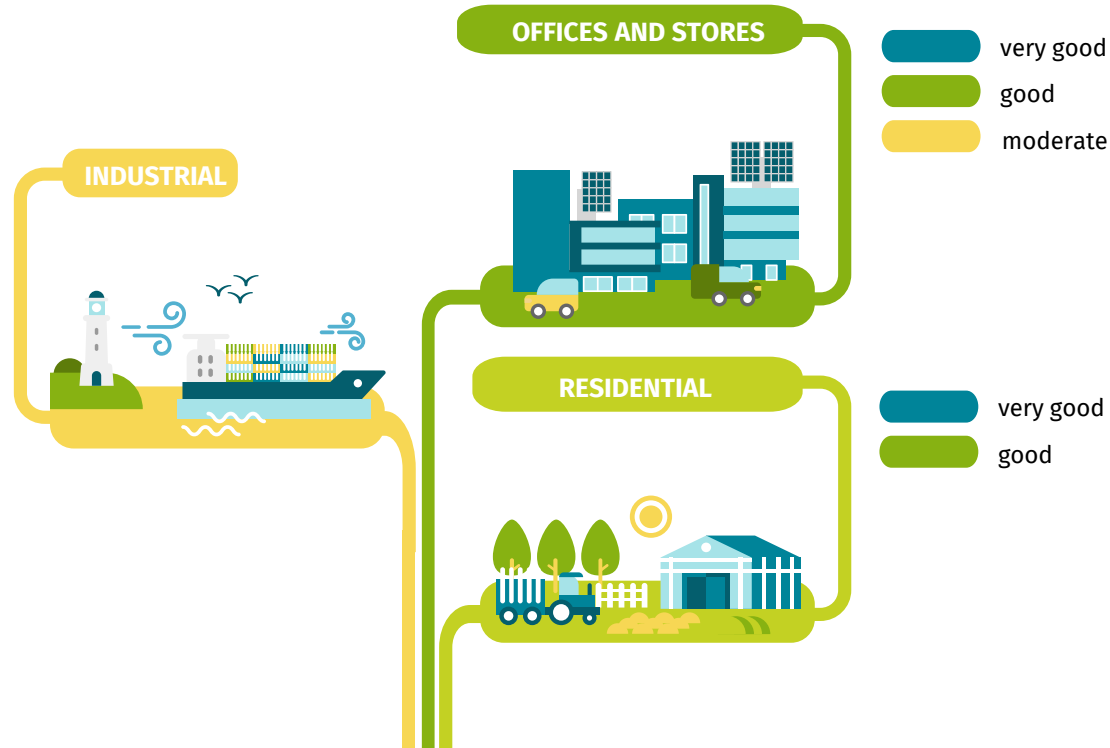 OFFICES AND STORES
very good
good
moderate
INDUSTRIAL
RESIDENTIAL
very good
good